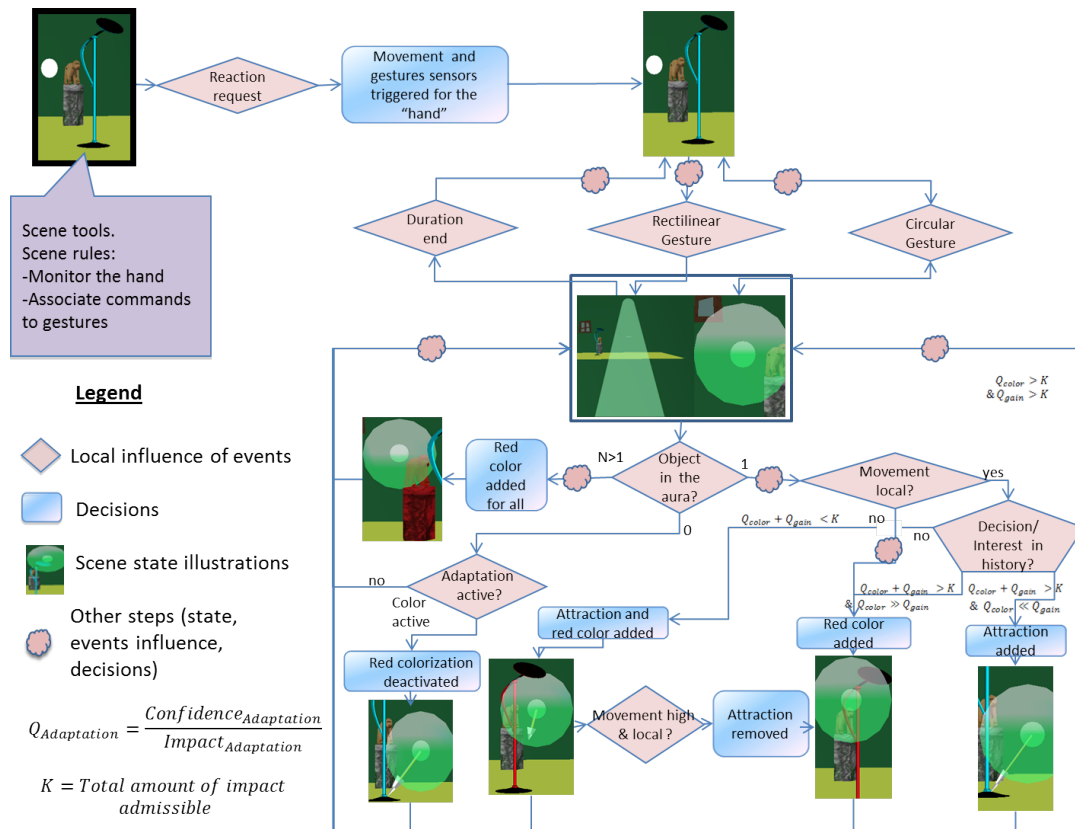 Reaction
request
Movement and
gestures sensors
triggered for the
“hand”
Scene tools.
Scene rules:
-Monitor the hand
-Associate commands
to gestures
Duration
end
Rectilinear
Gesture
Circular
Gesture
Legend
Local influence of events
Decisions
Scene state illustrations
Other steps (state,
events influence,
decisions)
Q_Adaptation = Confidence_Adaptation / Impact_Adaptation
K = Total amount of impact
admissible
Q_color > K
& Q_gain > K
N>1
Red
color
added
for all
Object
in the
aura?
1
0
Movement
local?
yes
no
Q_color + Q_gain < K
no
Decision/
Interest in
history?
no
Adaptation
active?
Color
active
Q_color + Q_gain > K
& Q_color ≫ Q_gain
Q_color + Q_gain > K
& Q_color ≪ Q_gain
Attraction and
red color added
Red color
added
Attraction
added
Red colorization
deactivated
Movement high
& local ?
Attraction
removed